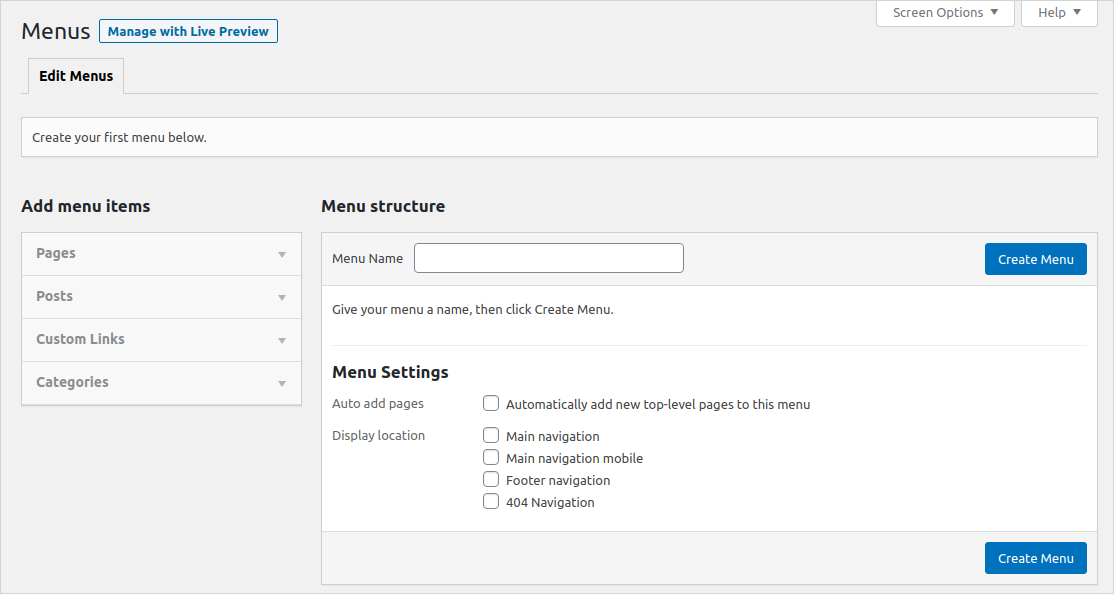 Screen Options
Help
Menus
Manage with Live Preview
Edit Menus
Create your first menu below.
Add menu items
Pages
Posts
Custom Links
Categories
Menu structure
Menu Name
Create Menu
Give your menu a name, then click Create Menu.
Menu Settings
Auto add pages
Automatically add new top-level pages to this menu
Display location
Main navigation
Main navigation mobile
Footer navigation
404 Navigation
Create Menu